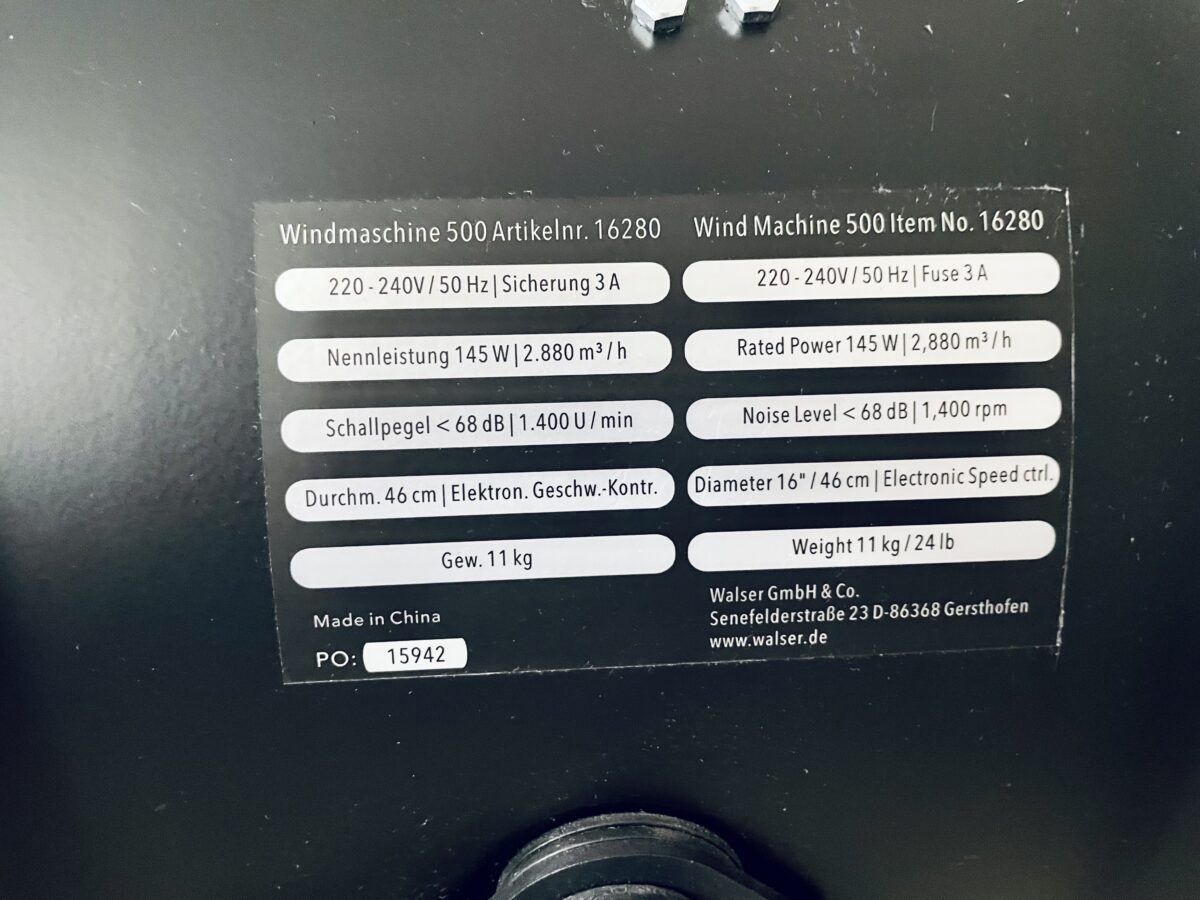 Windmaschine 500 Artikelnr. 16280
220 - 240V / 50 Hz | Sicherung 3 A
Nennleistung 145 W | 2.880 m³ / h
Schallpegel < 68 dB | 1.400 U / min
Durchm. 46 cm | Elektron. Geschw.-Kontr.
Gew. 11 kg
Made in China
PO: 15942
Wind Machine 500 Item No. 16280
220 - 240V / 50 Hz | Fuse 3 A
Rated Power 145 W | 2,880 m³ / h
Noise Level < 68 dB | 1,400 rpm
Diameter 16" / 46 cm | Electronic Speed ctrl.
Weight 11 kg / 24 lb
Walser GmbH & Co.
Senefelderstraße 23 D-86368 Gersthofen
www.walser.de